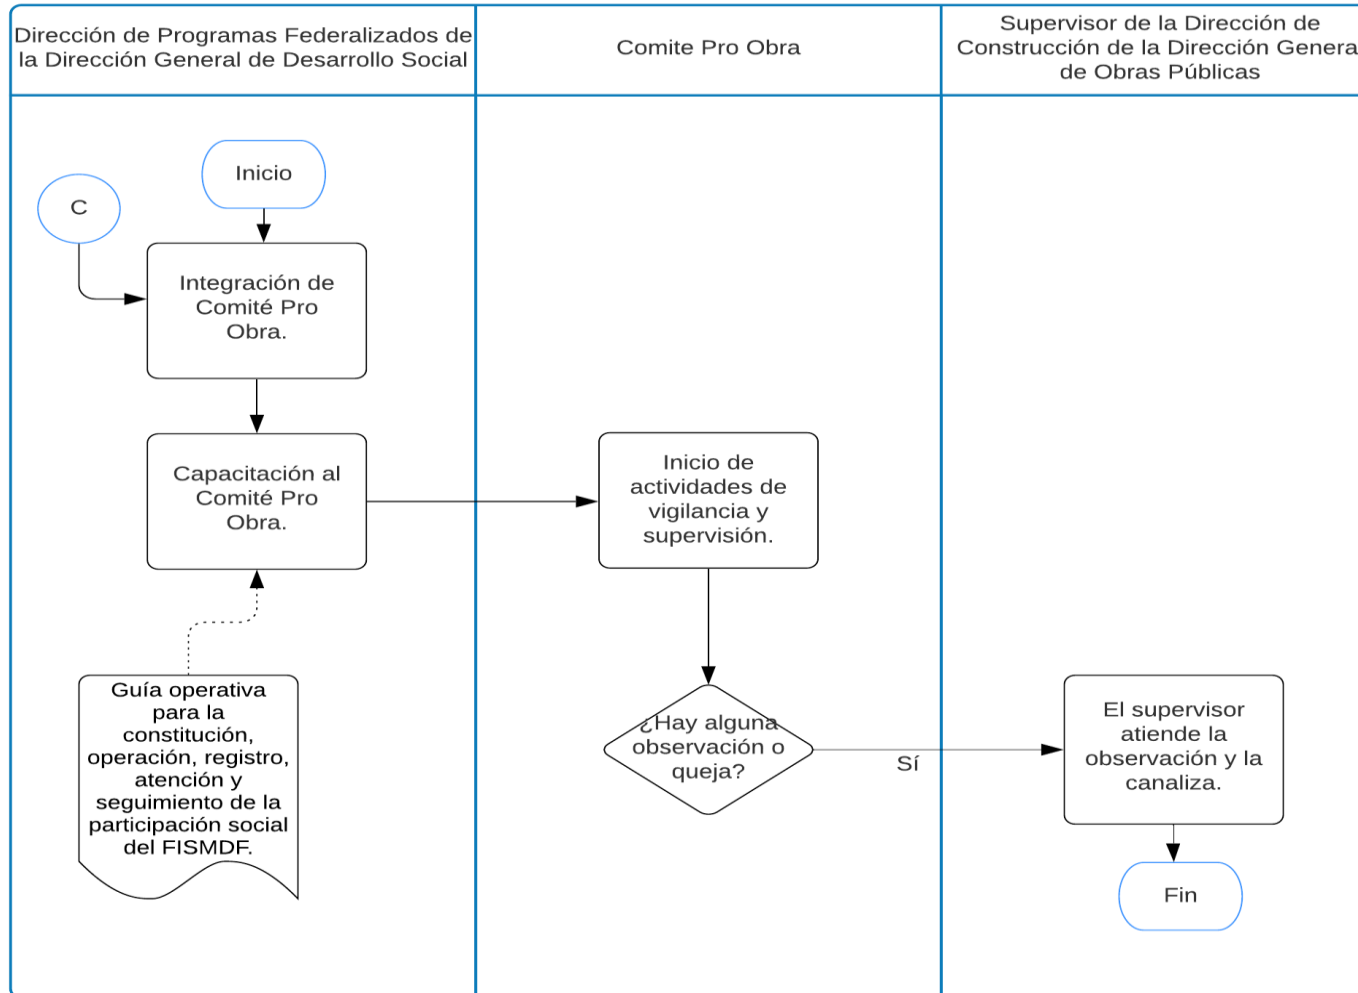 Dirección de Programas Federalizados de
la Dirección General de Desarrollo Social
Comite Pro Obra
Supervisor de la Dirección de
Construcción de la Dirección Genera
de Obras Públicas
Inicio
C
Integración de
Comité Pro
Obra.
Capacitación al
Comité Pro
Obra.
Inicio de
actividades de
vigilancia y
supervisión.
Guía operativa
para la
constitución,
operación, registro,
atención y
seguimiento de la
participación social
del FISMDF.
¿Hay alguna
observación o
queja?
Sí
El supervisor
atiende la
observación y la
canaliza.
Fin